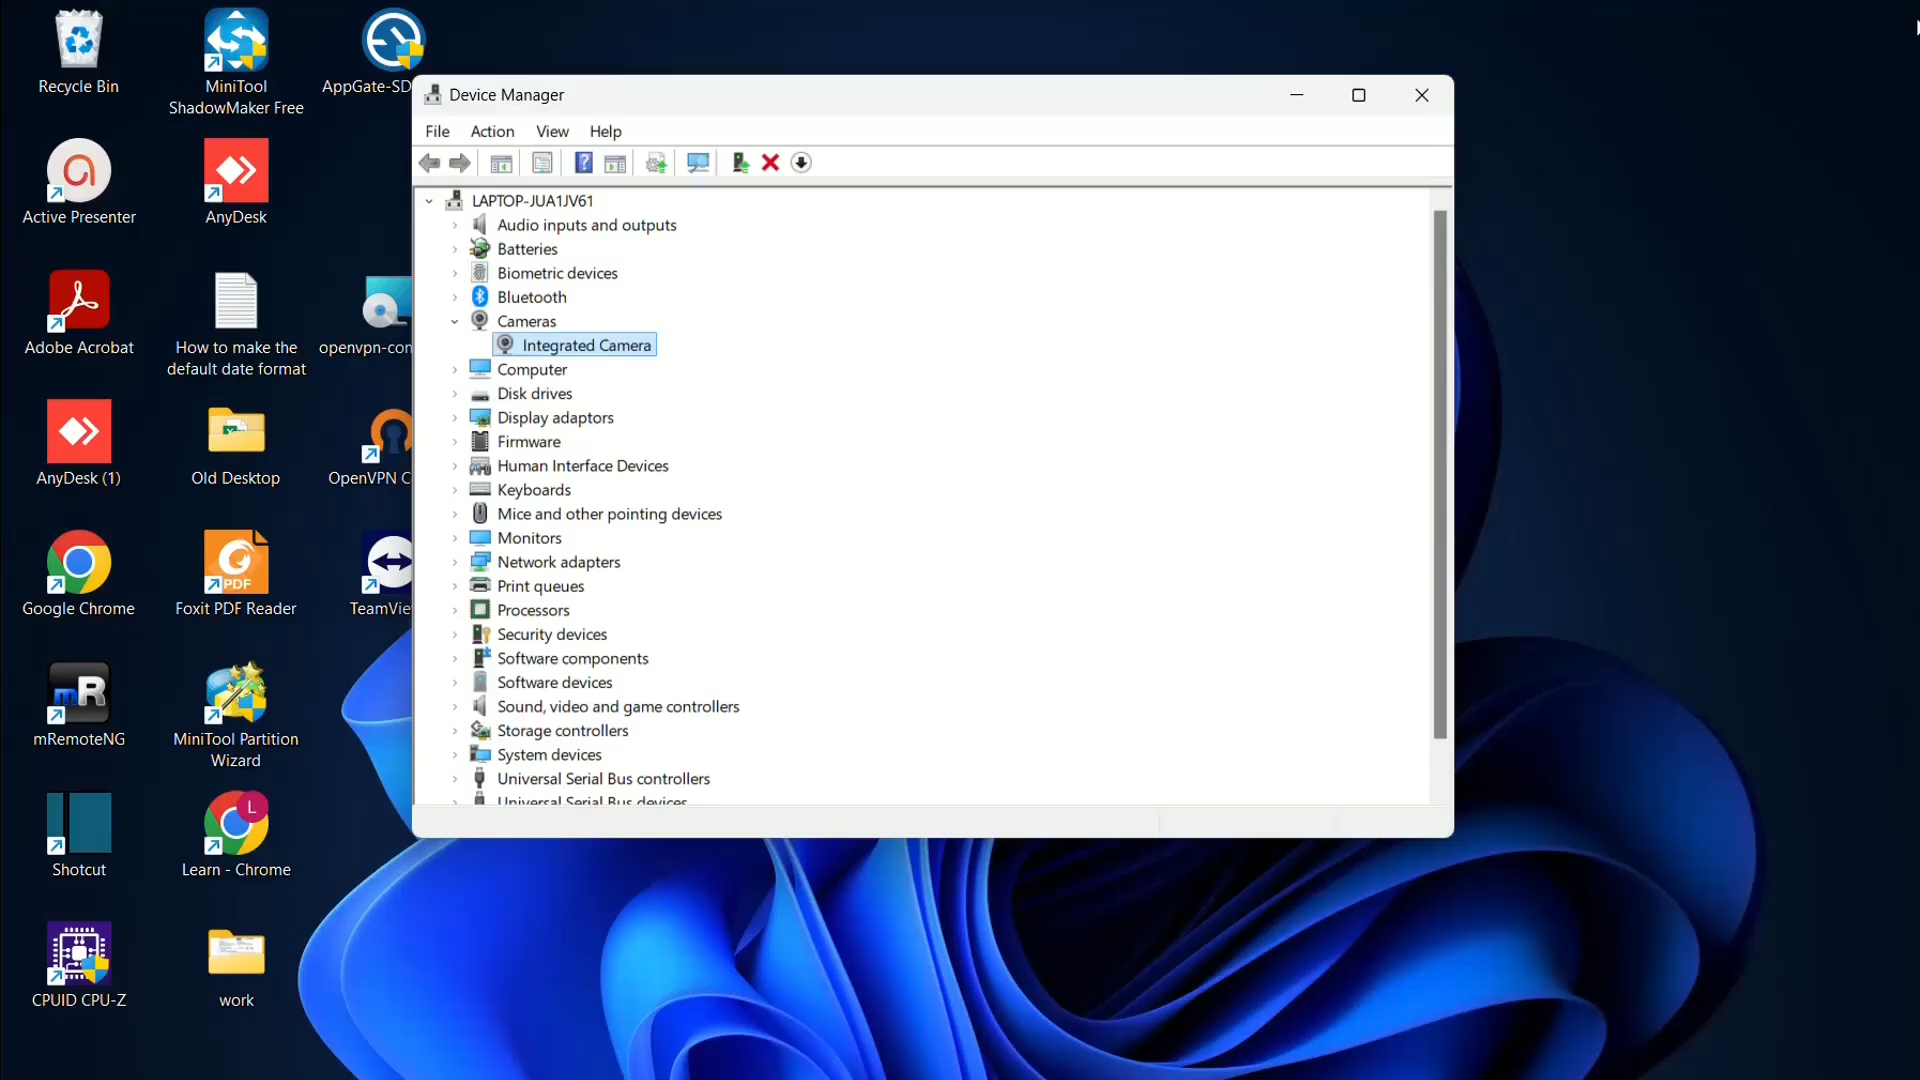 Recycle Bin
MiniTool
ShadowMaker Free
AppGate-SD
Active Presenter
AnyDesk
Adobe Acrobat
How to make the
default date format
openvpn-con
AnyDesk (1)
Old Desktop
OpenVPN C
Google Chrome
PDF
Foxit PDF Reader
TeamVie
mR
mRemoteNG
MiniTool Partition
Wizard
Shotcut
L
Learn - Chrome
CPUID CPU-Z
work
Device Manager
File Action View Help
LAPTOP-JUA1JV61
Audio inputs and outputs
Batteries
Biometric devices
Bluetooth
Cameras
Integrated Camera
Computer
Disk drives
Display adaptors
Firmware
Human Interface Devices
Keyboards
Mice and other pointing devices
Monitors
Network adapters
Print queues
Processors
Security devices
Software components
Software devices
Sound, video and game controllers
Storage controllers
System devices
Universal Serial Bus controllers
Universal Serial Bus devices